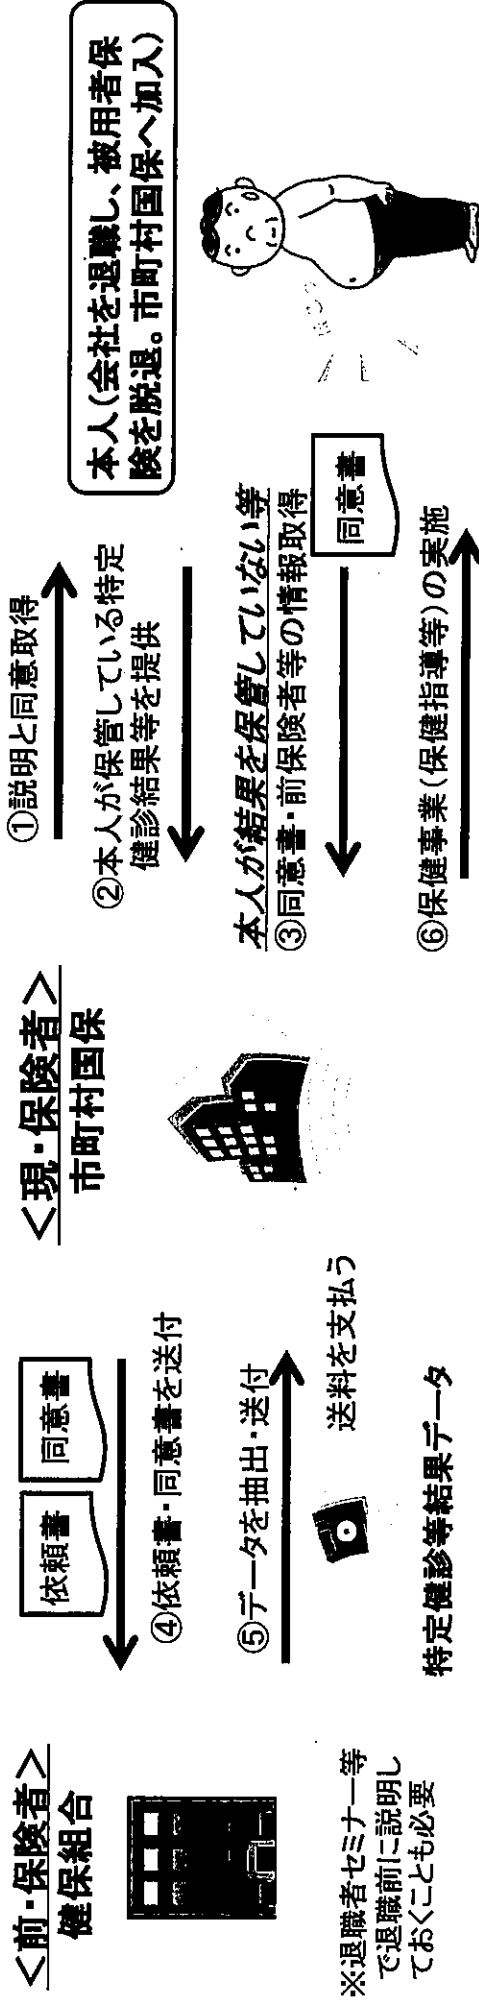 ＜前・保険者＞
健保組合
※退職者セミナー等
で退職前に説明し
ておくことも必要
依頼書
同意書
④依頼書・同意書を送付
⑤データを抽出・送付
送料を支払う
特定健診等結果データ
＜現・保険者＞
市町村国保
①説明と同意取得
②本人が保管している特定
健診結果等を提供
本人が結果を保管していない等
③同意書・前保険者等の情報取得
同意書
⑥保健事業（保健指導等）の実施
本人（会社を退職し、被用者保
険を脱退。市町村国保へ加入）